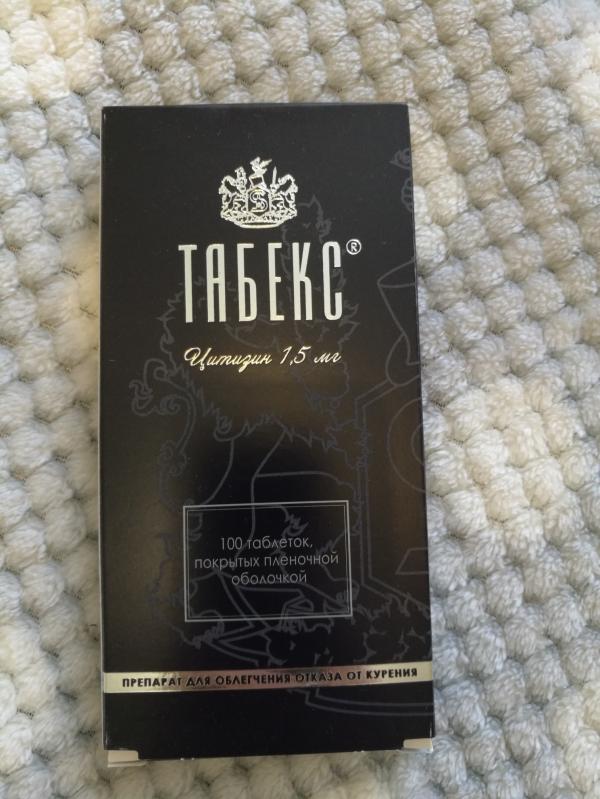 ТАБЕКС®
Цитизин 1,5 мг
100 таблеток,
покрытых пленочной
оболочкой
ПРЕПАРАТ ДЛЯ ОБЛЕГЧЕНИЯ ОТКАЗА ОТ КУРЕНИЯ